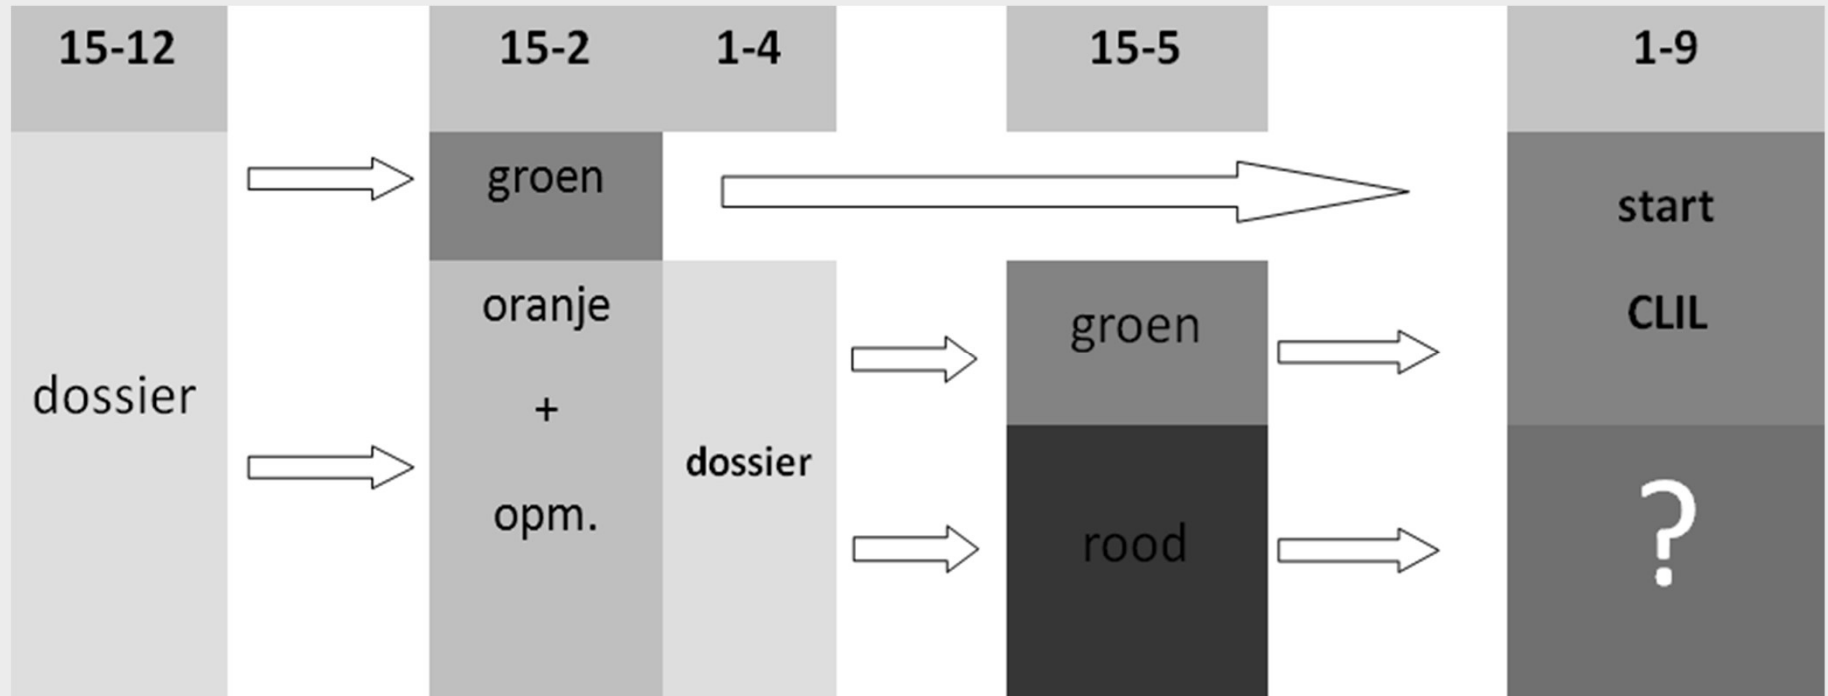 15-12
15-2
1-4
15-5
1-9
dossier
groen
oranje
+
opm.
dossier
groen
rood
start
CLIL
?